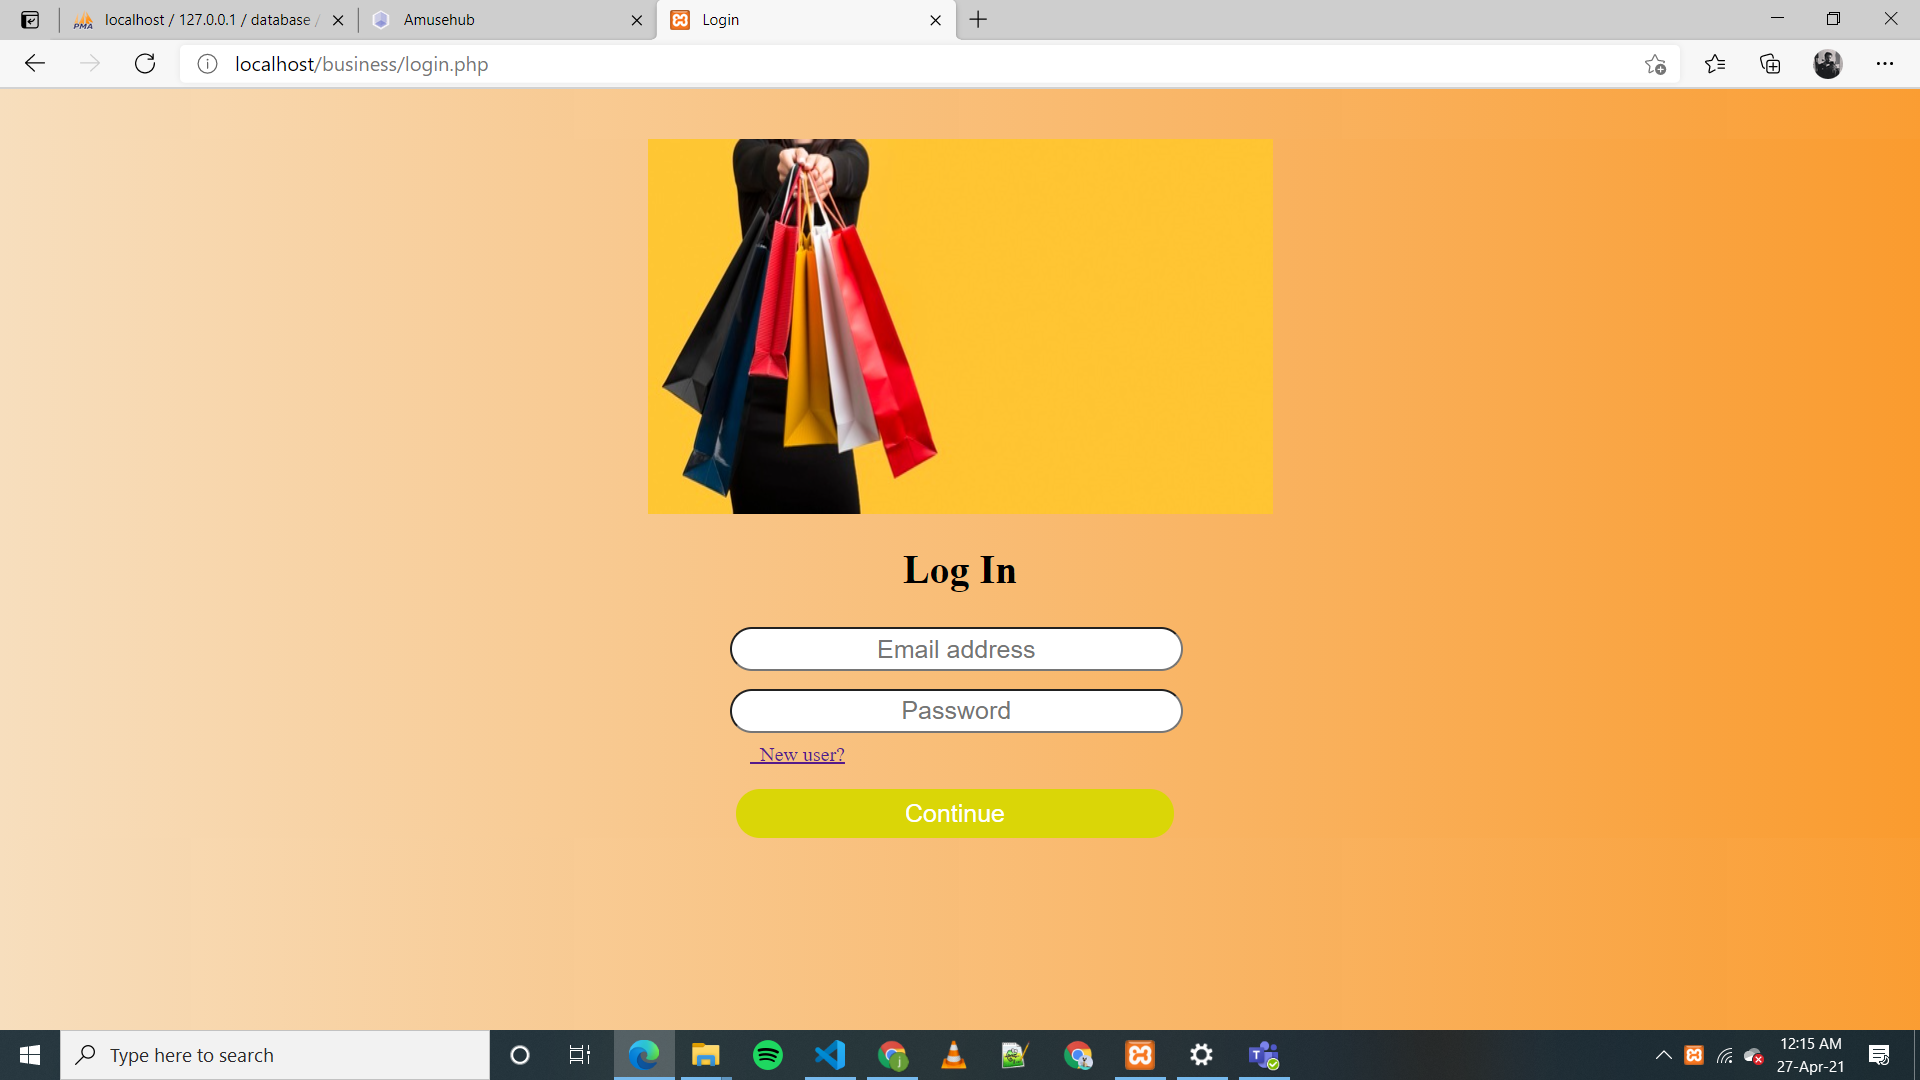 localhost / 127.0.0.1 / database /
Amusehub
Login
localhost/business/login.php
Log In
Email address
Password
New user?
Continue
Type here to search
12:15 AM
27-Apr-21